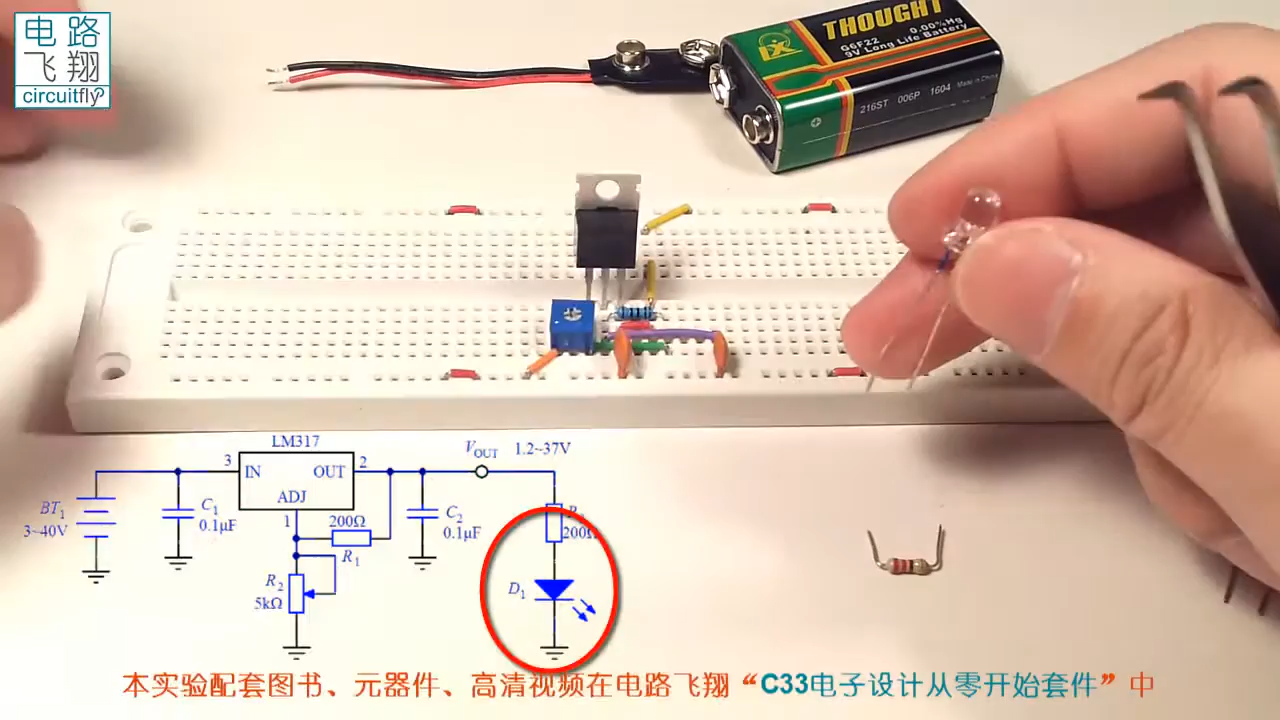 电路
飞翔
circuitfly?
THOUGHT
0.00%Hg
G6F22
9V Long Life Battery
216ST 006P 1604 Made in China
LM317
3 IN OUT 2
ADJ
1
VOUT 1.2~37V
BT1
3~40V
C1
0.1μF
200Ω
R1
R2
5kΩ
C2
0.1μF
200Ω
D1
本实验配套图书、元器件、高清视频在电路飞翔“C33电子设计从零开始套件”中